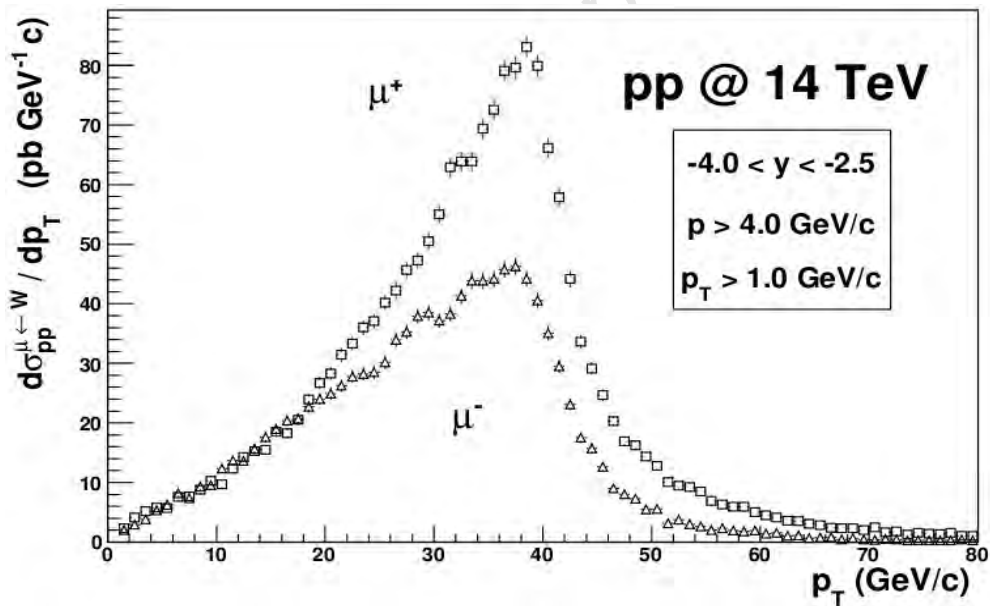 dσ^{μ←W}_{pp} / dp_T (pb GeV⁻¹ c)
80
70
60
50
40
30
20
10
0
μ⁺
μ⁻
pp @ 14 TeV
-4.0 < y < -2.5
p > 4.0 GeV/c
p_T > 1.0 GeV/c
0 10 20 30 40 50 60 70 80
p_T (GeV/c)